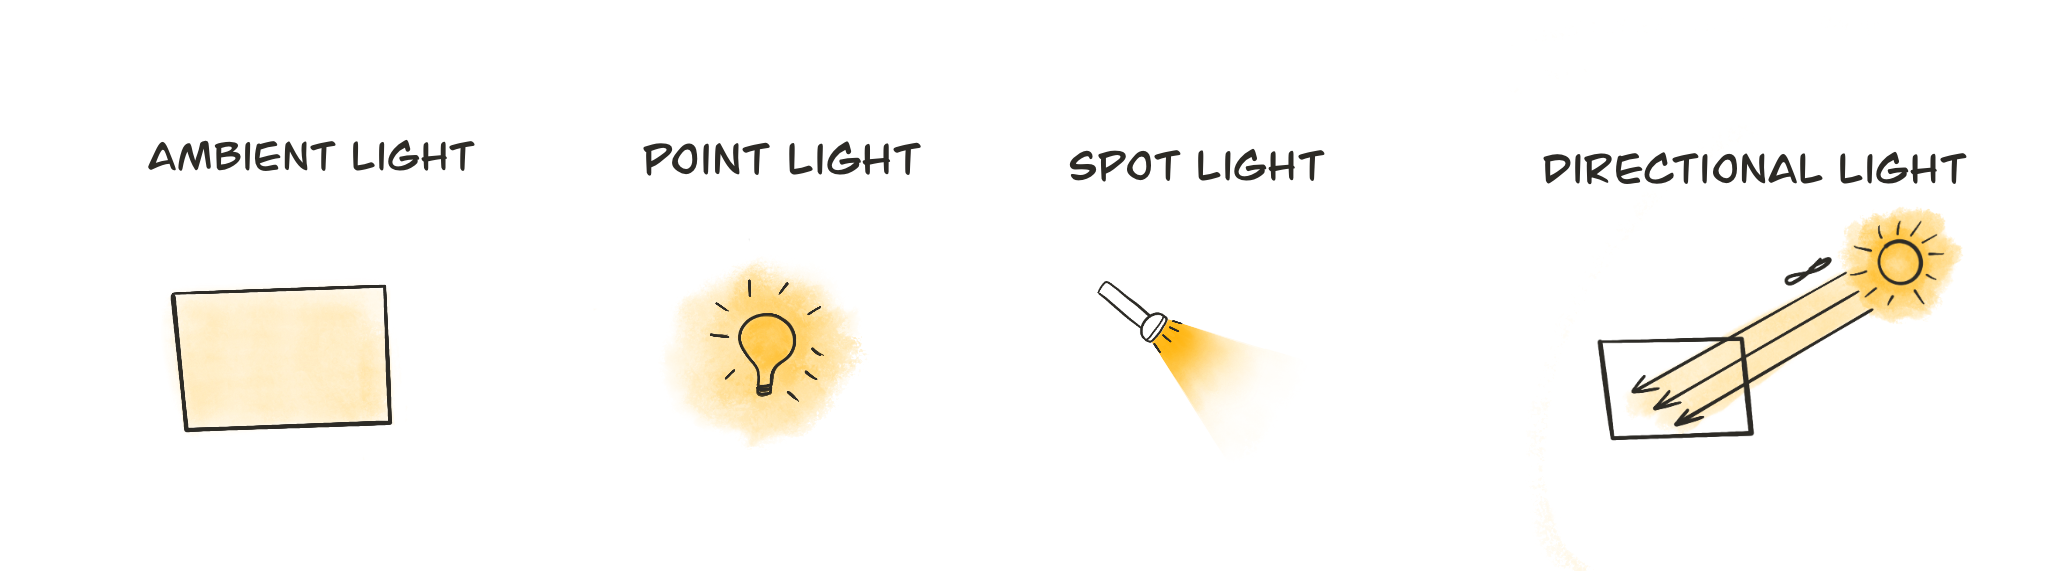 AMBIENT LIGHT
POINT LIGHT
SPOT LIGHT
DIRECTIONAL LIGHT
∞